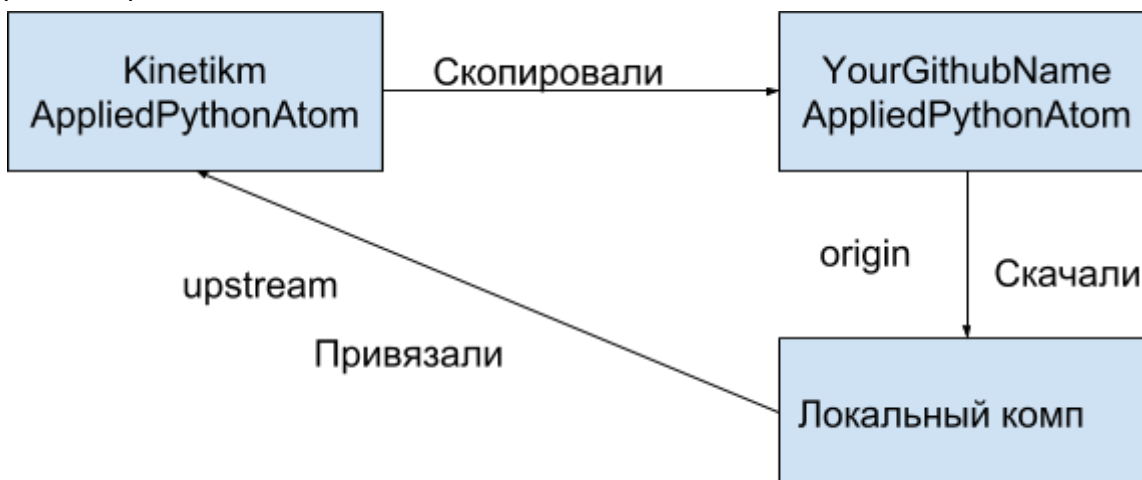 Kinetikm
AppliedPythonAtom
Скопировали
YourGithubName
AppliedPythonAtom
origin
Скачали
upstream
Привязали
Локальный комп